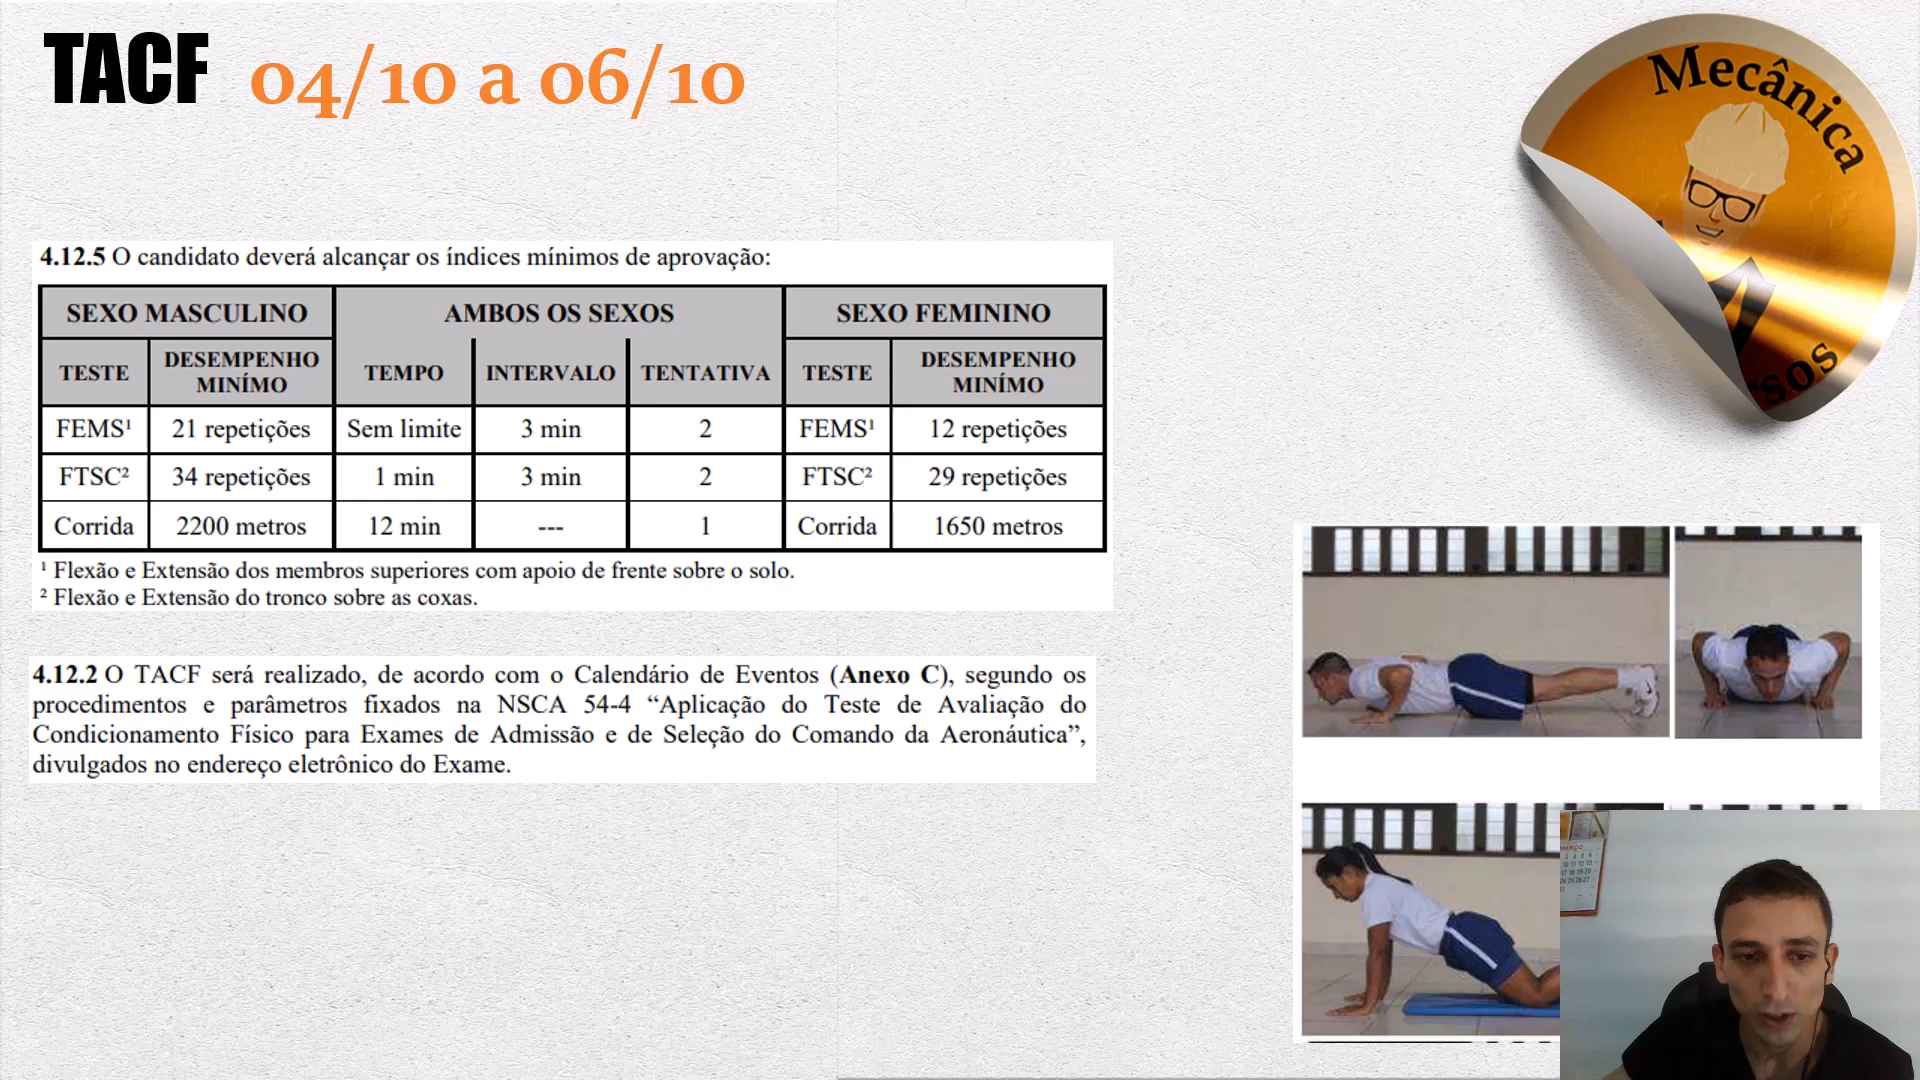 TACF 04/10 a 06/10
Mecânica
sos
4.12.5 O candidato deverá alcançar os índices mínimos de aprovação:
SEXO MASCULINO AMBOS OS SEXOS SEXO FEMININO
TESTE DESEMPENHO MINÍMO TEMPO INTERVALO TENTATIVA TESTE DESEMPENHO MINÍMO
FEMS¹ 21 repetições Sem limite 3 min 2 FEMS¹ 12 repetições
FTSC² 34 repetições 1 min 3 min 2 FTSC² 29 repetições
Corrida 2200 metros 12 min --- 1 Corrida 1650 metros
¹ Flexão e Extensão dos membros superiores com apoio de frente sobre o solo.
² Flexão e Extensão do tronco sobre as coxas.
4.12.2 O TACF será realizado, de acordo com o Calendário de Eventos (Anexo C), segundo os
procedimentos e parâmetros fixados na NSCA 54-4 “Aplicação do Teste de Avaliação do
Condicionamento Físico para Exames de Admissão e de Seleção do Comando da Aeronáutica”,
divulgados no endereço eletrônico do Exame.